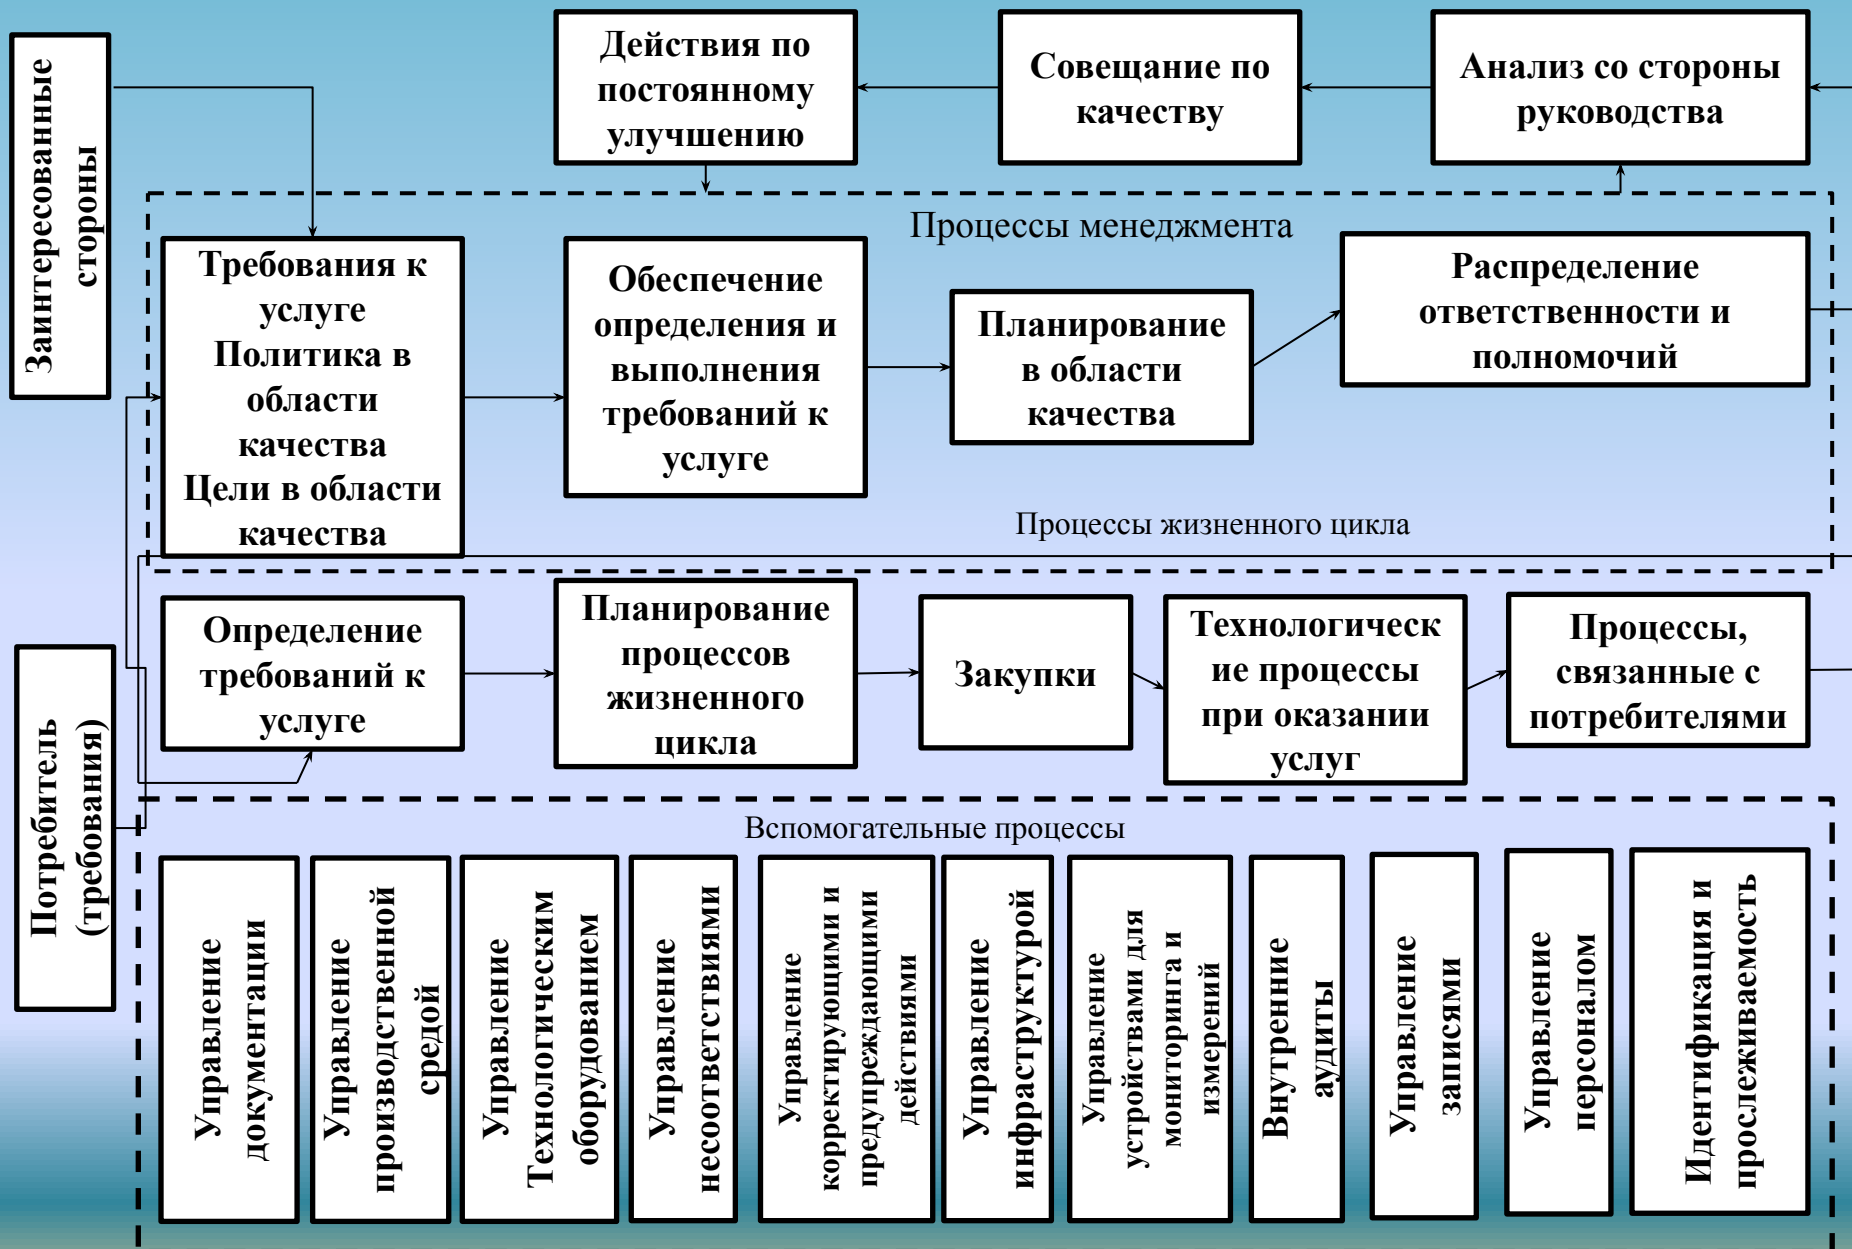 Заинтересованные
стороны
Действия по
постоянному
улучшению
Совещание по
качеству
Анализ со стороны
руководства
Процессы менеджмента
Требования к
услуге
Политика в
области
качества
Цели в области
качества
Обеспечение
определения и
выполнения
требований к
услуге
Планирование
в области
качества
Распределение
ответственности и
полномочий
Процессы жизненного цикла
Потребитель
(требования)
Определение
требований к
услуге
Планирование
процессов
жизненного
цикла
Закупки
Технологическ
ие процессы
при оказании
услуг
Процессы,
связанные с
потребителями
Вспомогательные процессы
Управление
документации
Управление
производственной
средой
Управление
Технологическим
оборудованием
Управление
несоответствиями
Управление
корректирующими и
предупреждающими
действиями
Управление
инфраструктурой
Управление
устройствами для
мониторинга и
измерений
Внутренние
аудиты
Управление
записями
Управление
персоналом
Идентификация и
прослеживаемость